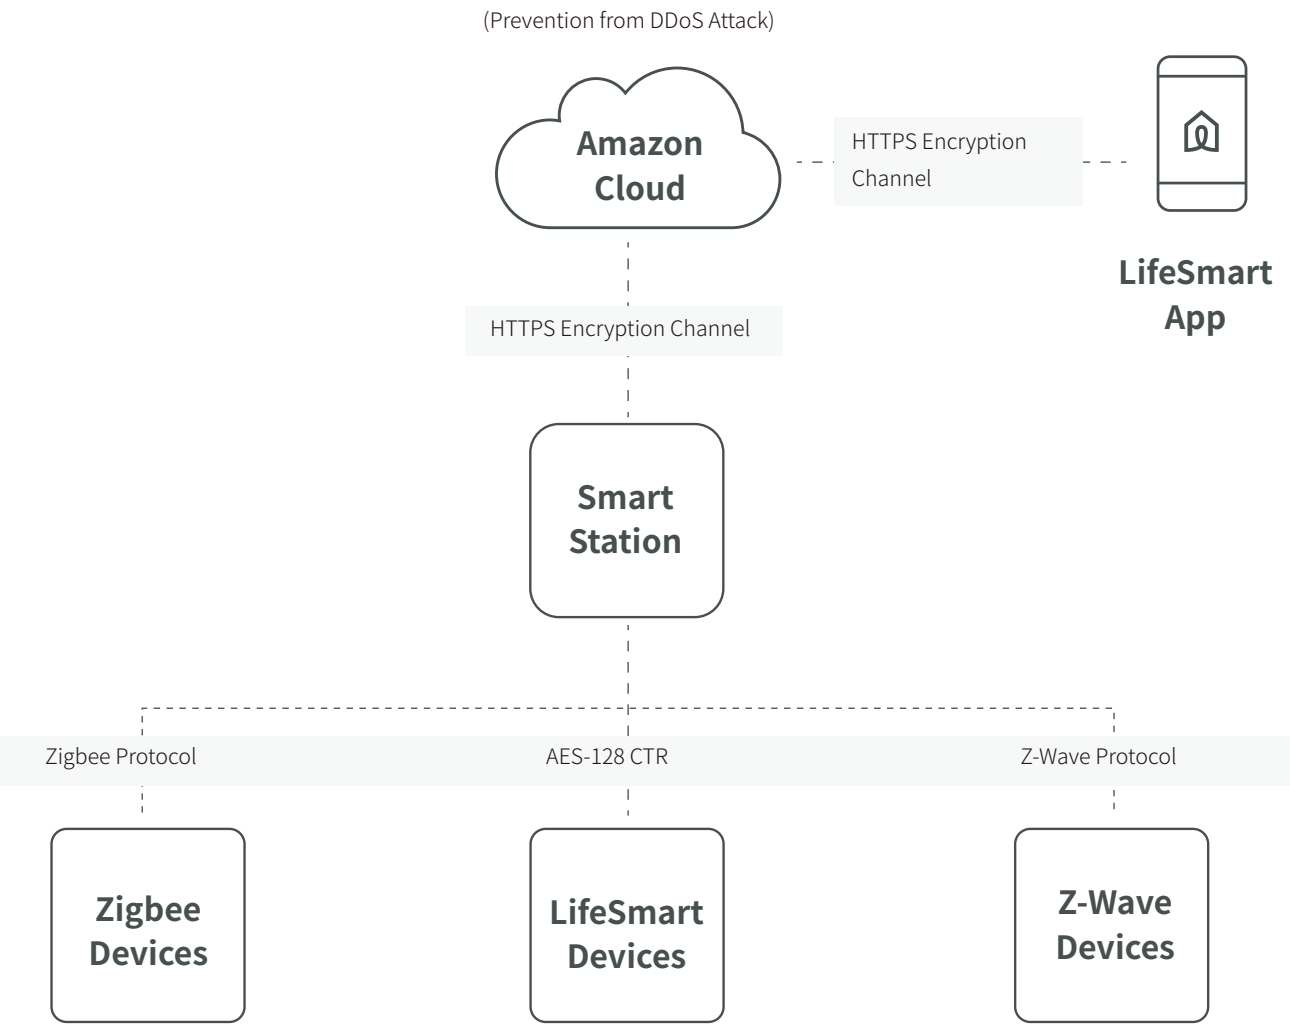 (Prevention from DDoS Attack)
Amazon
Cloud
HTTPS Encryption
Channel
LifeSmart
App
HTTPS Encryption Channel
Smart
Station
Zigbee Protocol
AES-128 CTR
Z-Wave Protocol
Zigbee
Devices
LifeSmart
Devices
Z-Wave
Devices